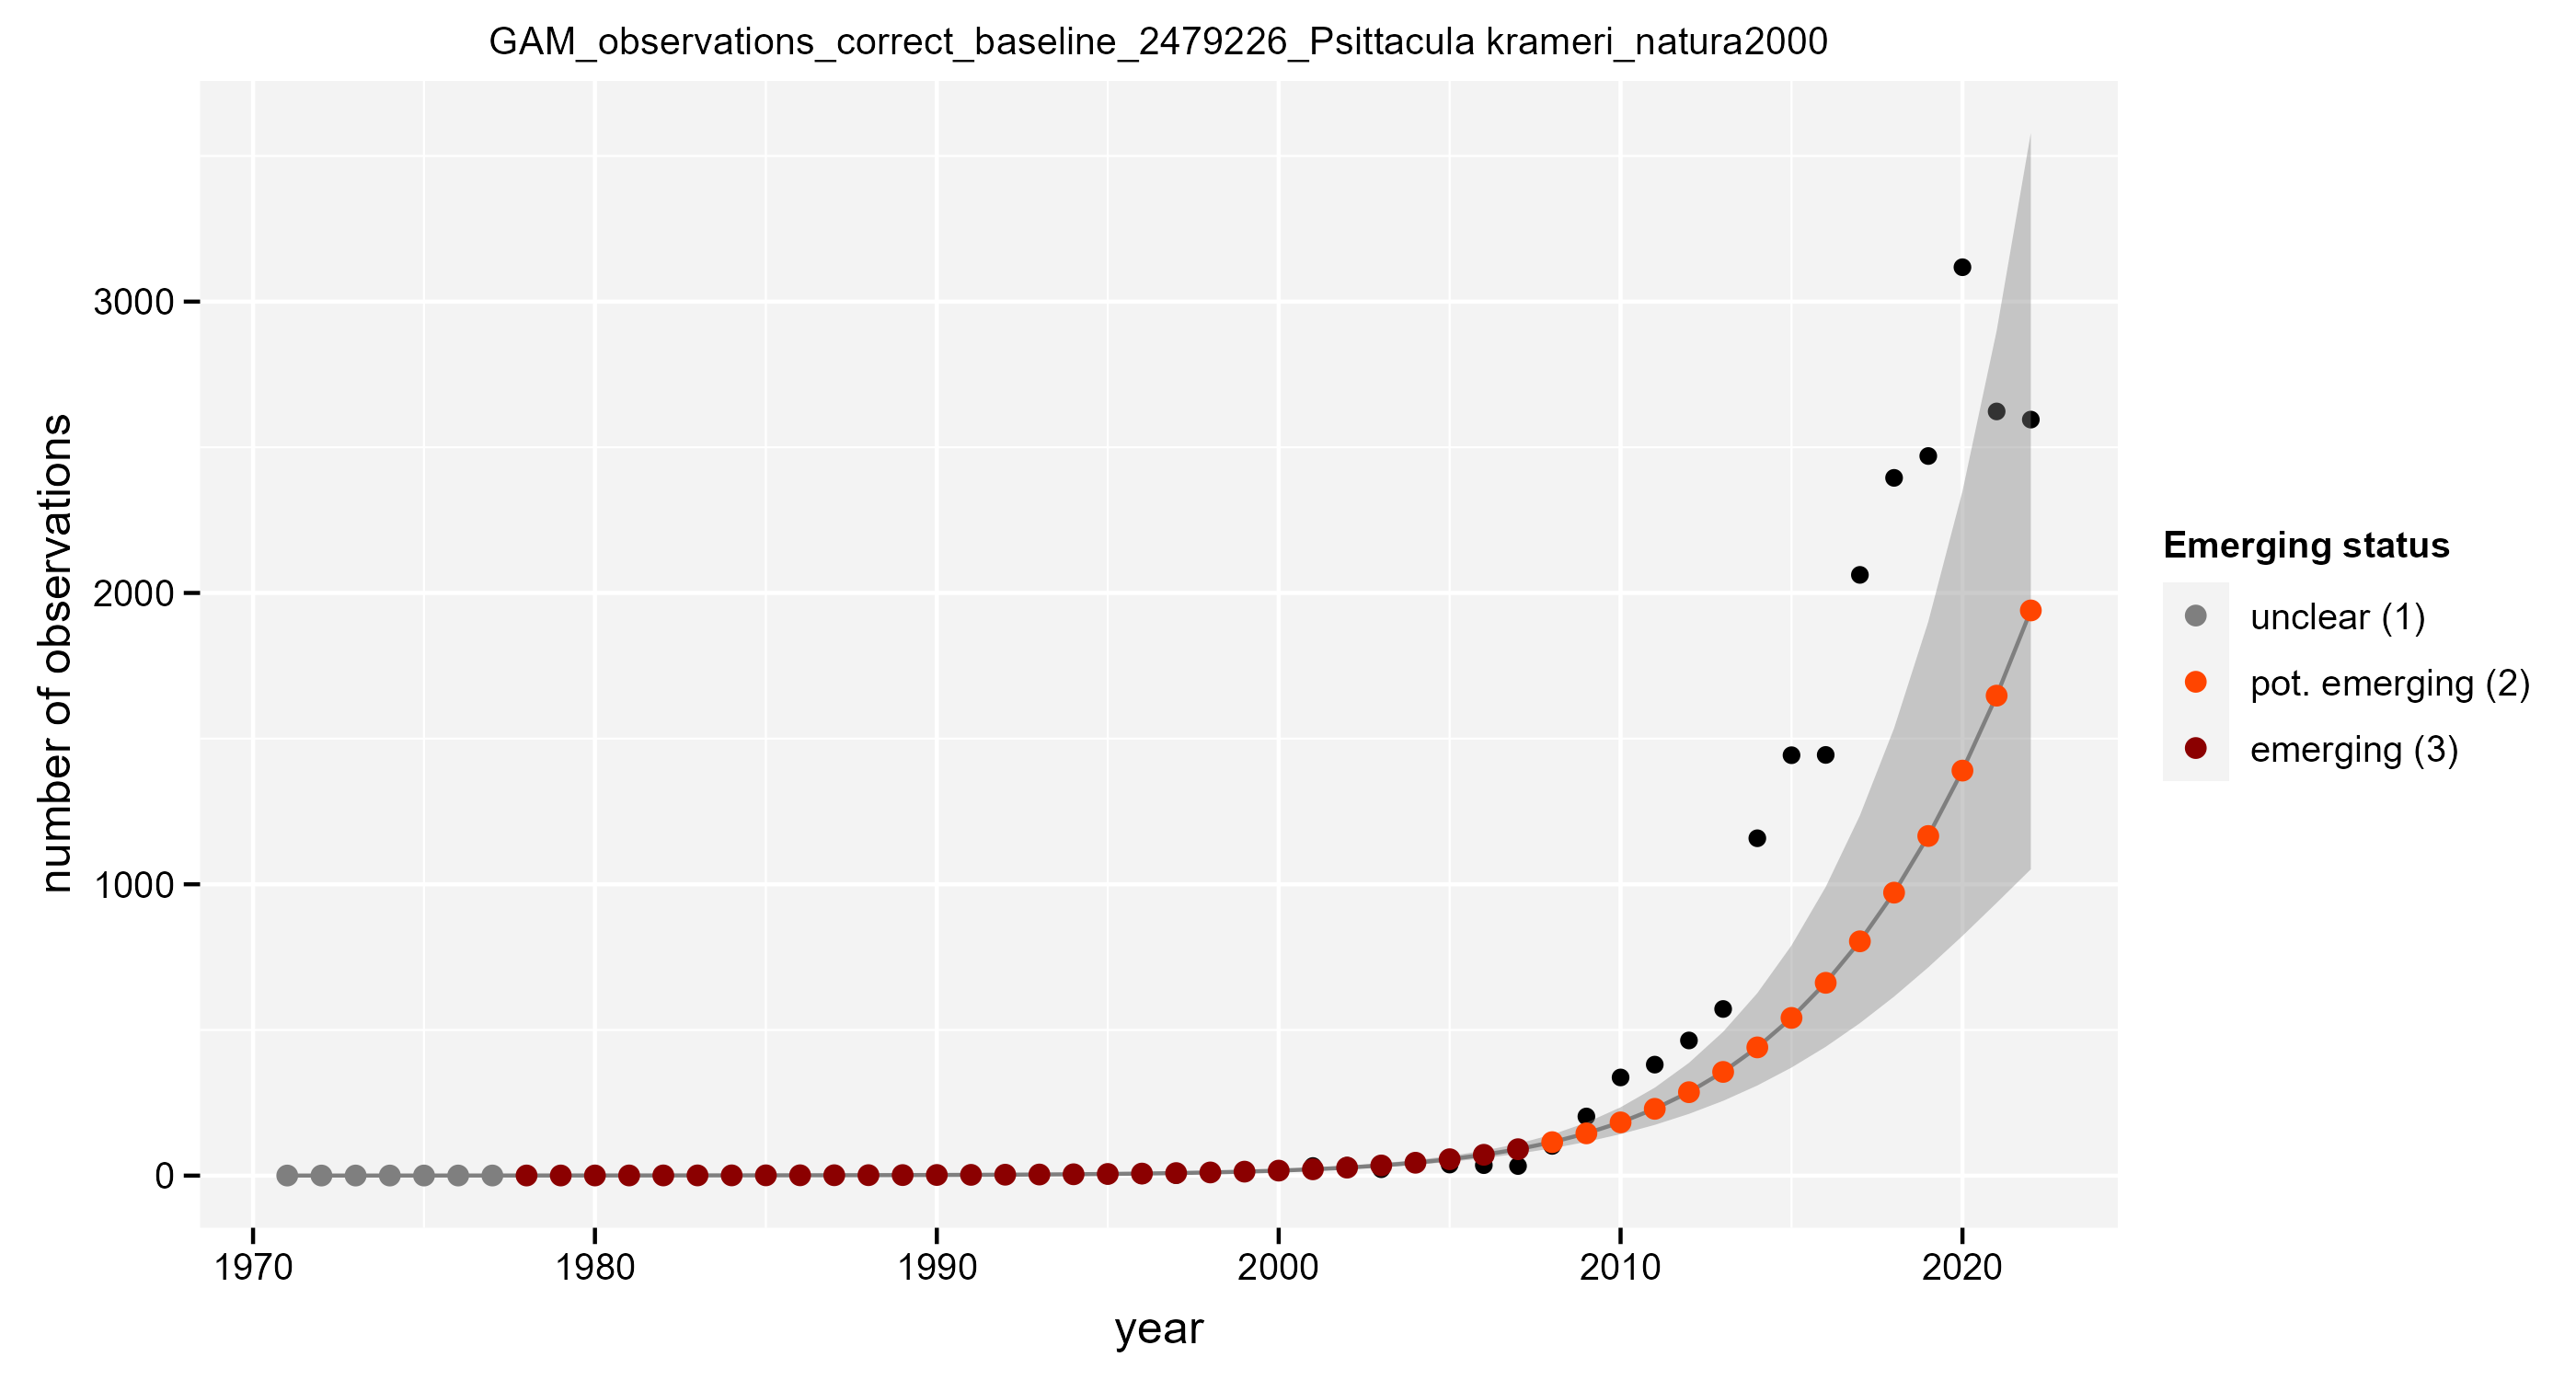 GAM_observations_correct_baseline_2479226_Psittacula krameri_natura2000
number of observations
3000
2000
1000
0
1970 1980 1990 2000 2010 2020
year
Emerging status
unclear (1)
pot. emerging (2)
emerging (3)